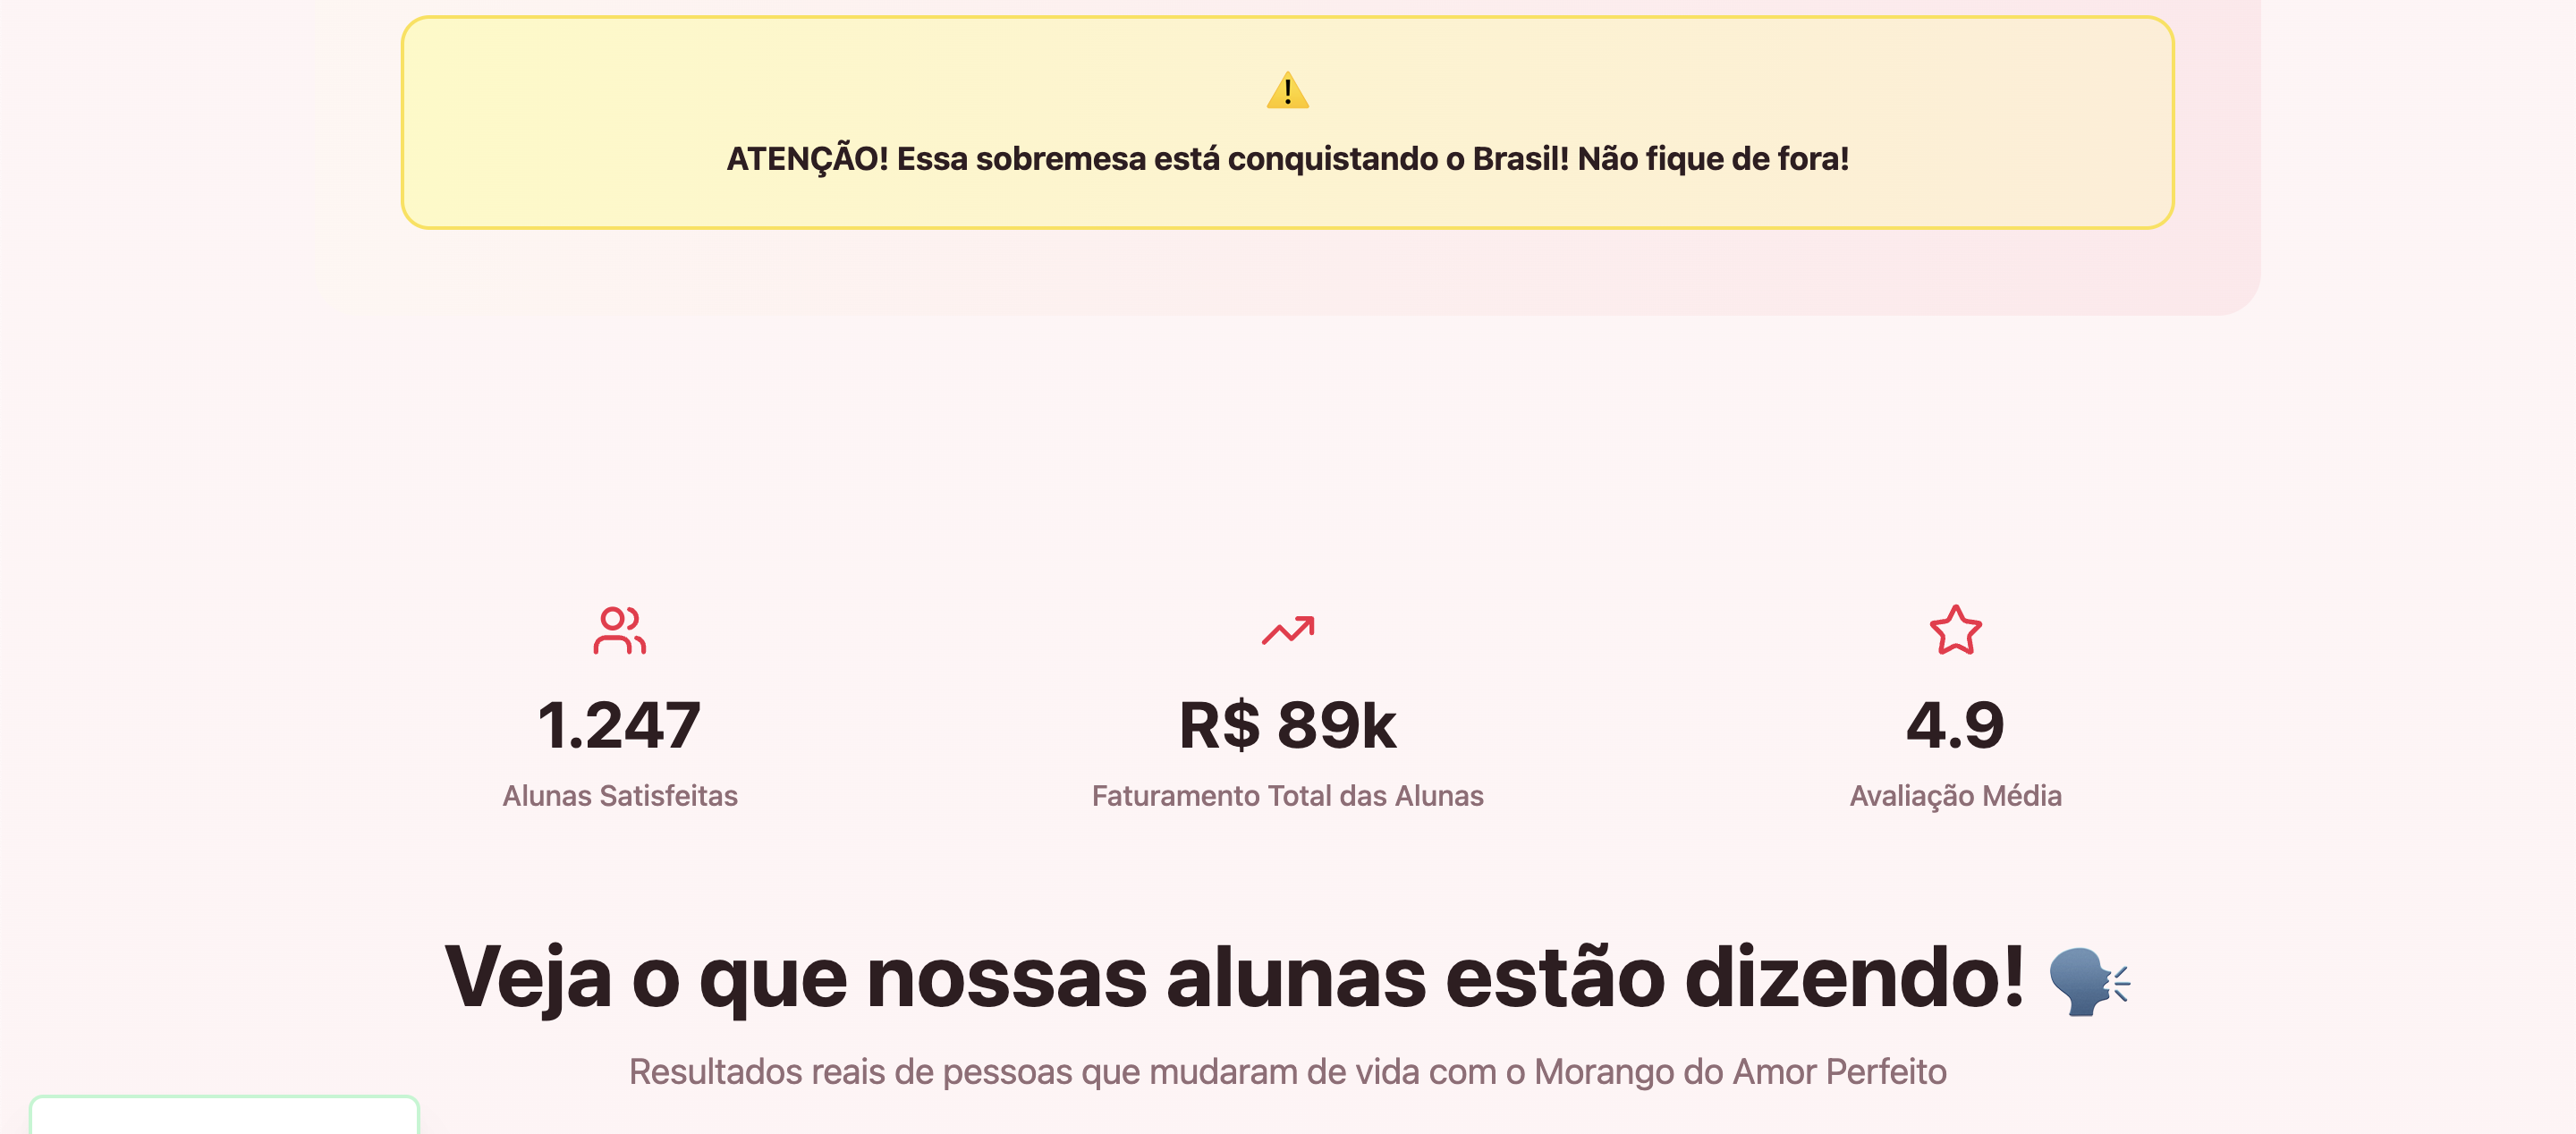 ATENÇÃO! Essa sobremesa está conquistando o Brasil! Não fique de fora!
1.247
Alunas Satisfeitas
R$ 89k
Faturamento Total das Alunas
4.9
Avaliação Média
Veja o que nossas alunas estão dizendo!
Resultados reais de pessoas que mudaram de vida com o Morango do Amor Perfeito